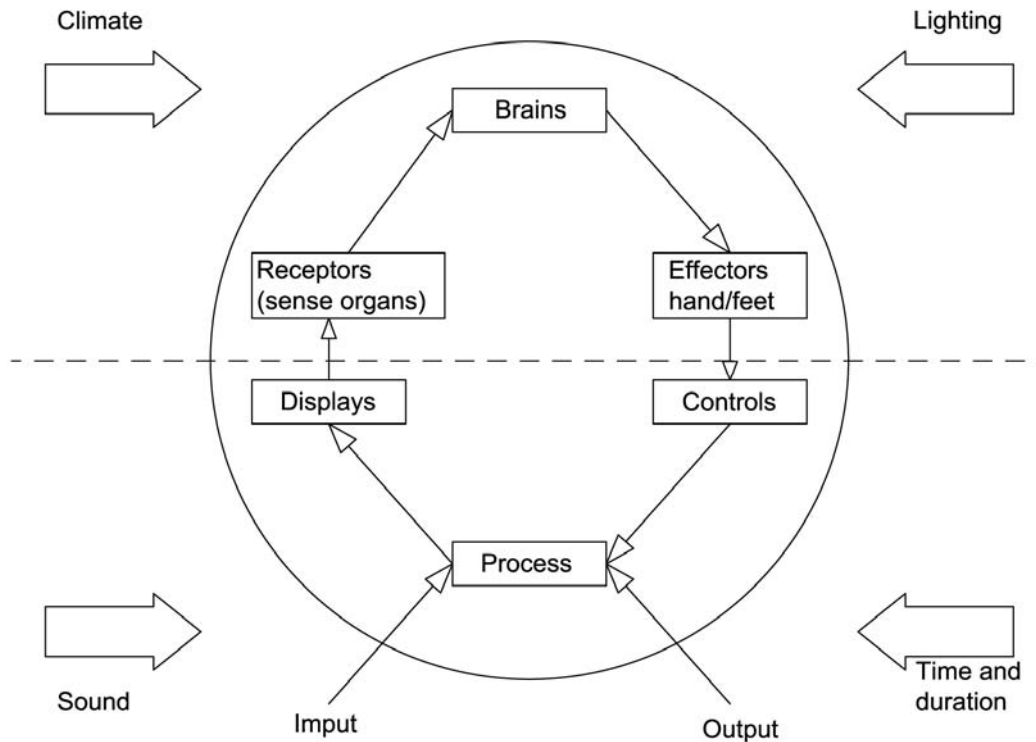 Climate
Lighting
Brains
Receptors
(sense organs)
Effectors
hand/feet
Displays
Controls
Process
Sound
Time and
duration
Imput
Output